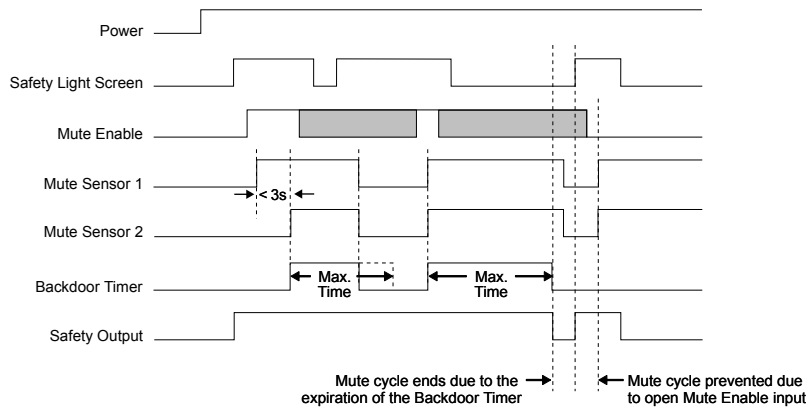 Power
Safety Light Screen
Mute Enable
Mute Sensor 1
< 3s
Mute Sensor 2
Backdoor Timer
Max.
Time
Max.
Time
Safety Output
Mute cycle ends due to the
expiration of the Backdoor Timer
Mute cycle prevented due
to open Mute Enable input